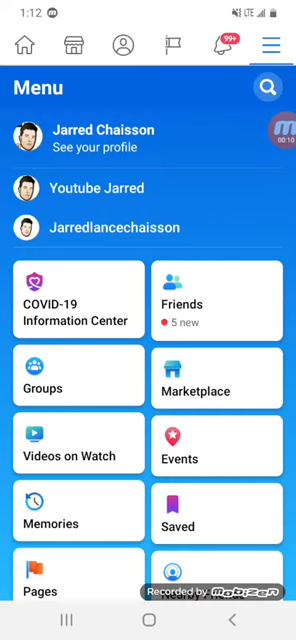 1:12
LTE
99+
Menu
Jarred Chaisson
See your profile
00:10
Youtube Jarred
Jarredlancechaisson
COVID-19
Information Center
Friends
5 new
Groups
Marketplace
Videos on Watch
Events
Memories
Saved
Pages
Recorded by Mobizen